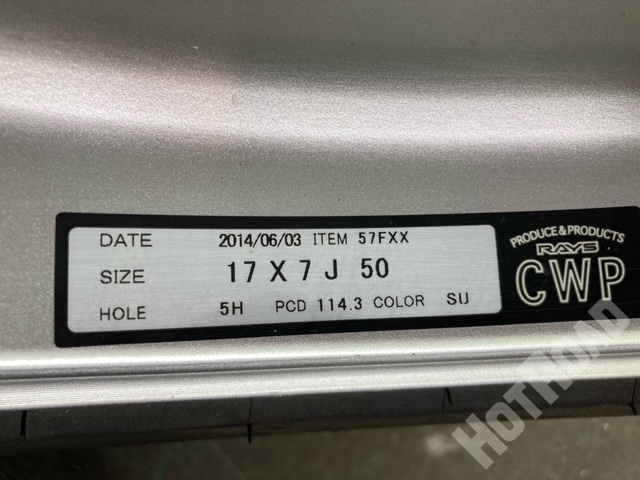 DATE 2014/06/03 ITEM 57FXX
SIZE 17 X 7 J 50
HOLE 5H PCD 114.3 COLOR SU
PRODUCE & PRODUCTS
RAYS
CWP
HOTROAD